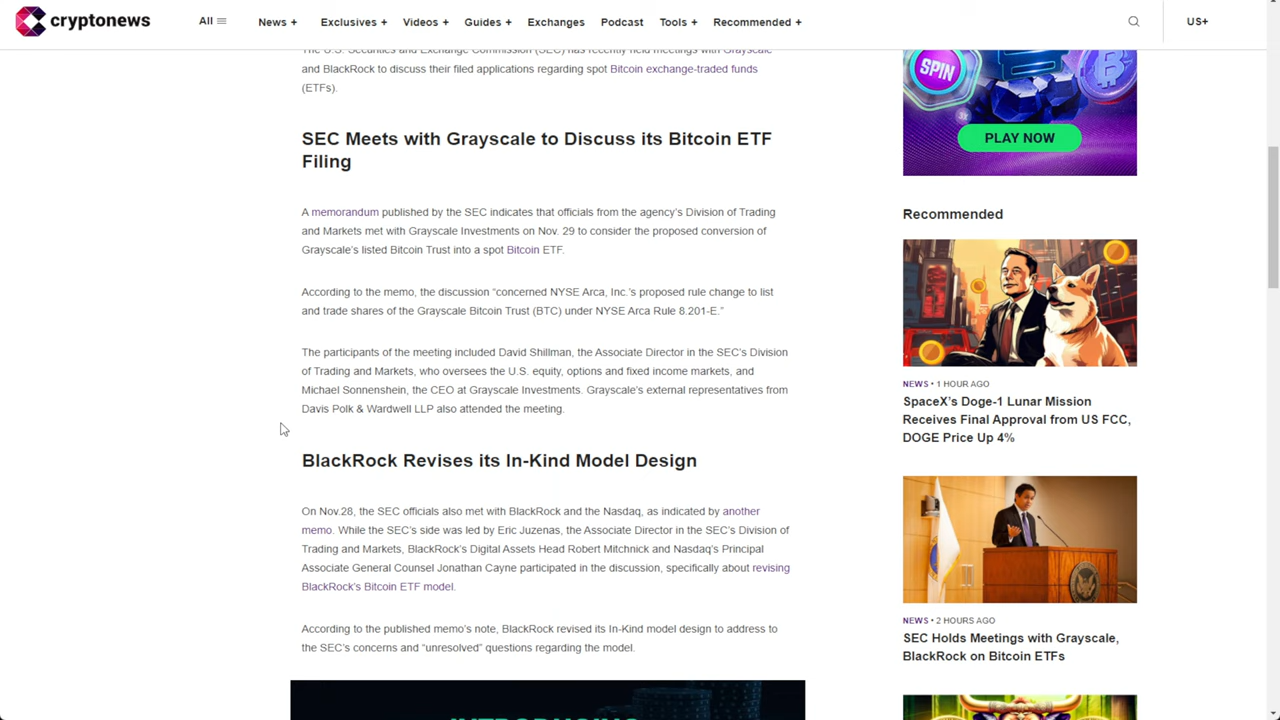 cryptonews
All
News +
Exclusives +
Videos +
Guides +
Exchanges
Podcast
Tools +
Recommended +
US+
The U.S. Securities and Exchange Commission (SEC) has recently held meetings with Grayscale
and BlackRock to discuss their filed applications regarding spot Bitcoin exchange-traded funds
(ETFs).
SEC Meets with Grayscale to Discuss its Bitcoin ETF
Filing
A memorandum published by the SEC indicates that officials from the agency's Division of Trading
and Markets met with Grayscale Investments on Nov. 29 to consider the proposed conversion of
Grayscale's listed Bitcoin Trust into a spot Bitcoin ETF.
According to the memo, the discussion “concerned NYSE Arca, Inc.'s proposed rule change to list
and trade shares of the Grayscale Bitcoin Trust (BTC) under NYSE Arca Rule 8.201-E.”
The participants of the meeting included David Shillman, the Associate Director in the SEC's Division
of Trading and Markets, who oversees the U.S. equity, options and fixed income markets, and
Michael Sonnenshein, the CEO at Grayscale Investments. Grayscale's external representatives from
Davis Polk & Wardwell LLP also attended the meeting.
BlackRock Revises its In-Kind Model Design
On Nov.28, the SEC officials also met with BlackRock and the Nasdaq, as indicated by another
memo. While the SEC's side was led by Eric Juzenas, the Associate Director in the SEC's Division of
Trading and Markets, BlackRock's Digital Assets Head Robert Mitchnick and Nasdaq's Principal
Associate General Counsel Jonathan Cayne participated in the discussion, specifically about revising
BlackRock's Bitcoin ETF model.
According to the published memo's note, BlackRock revised its In-Kind model design to address to
the SEC's concerns and “unresolved” questions regarding the model.
INTRODUCING
SPIN
3X
PLAY NOW
Recommended
NEWS • 1 HOUR AGO
SpaceX's Doge-1 Lunar Mission
Receives Final Approval from US FCC,
DOGE Price Up 4%
NEWS • 2 HOURS AGO
SEC Holds Meetings with Grayscale,
BlackRock on Bitcoin ETFs